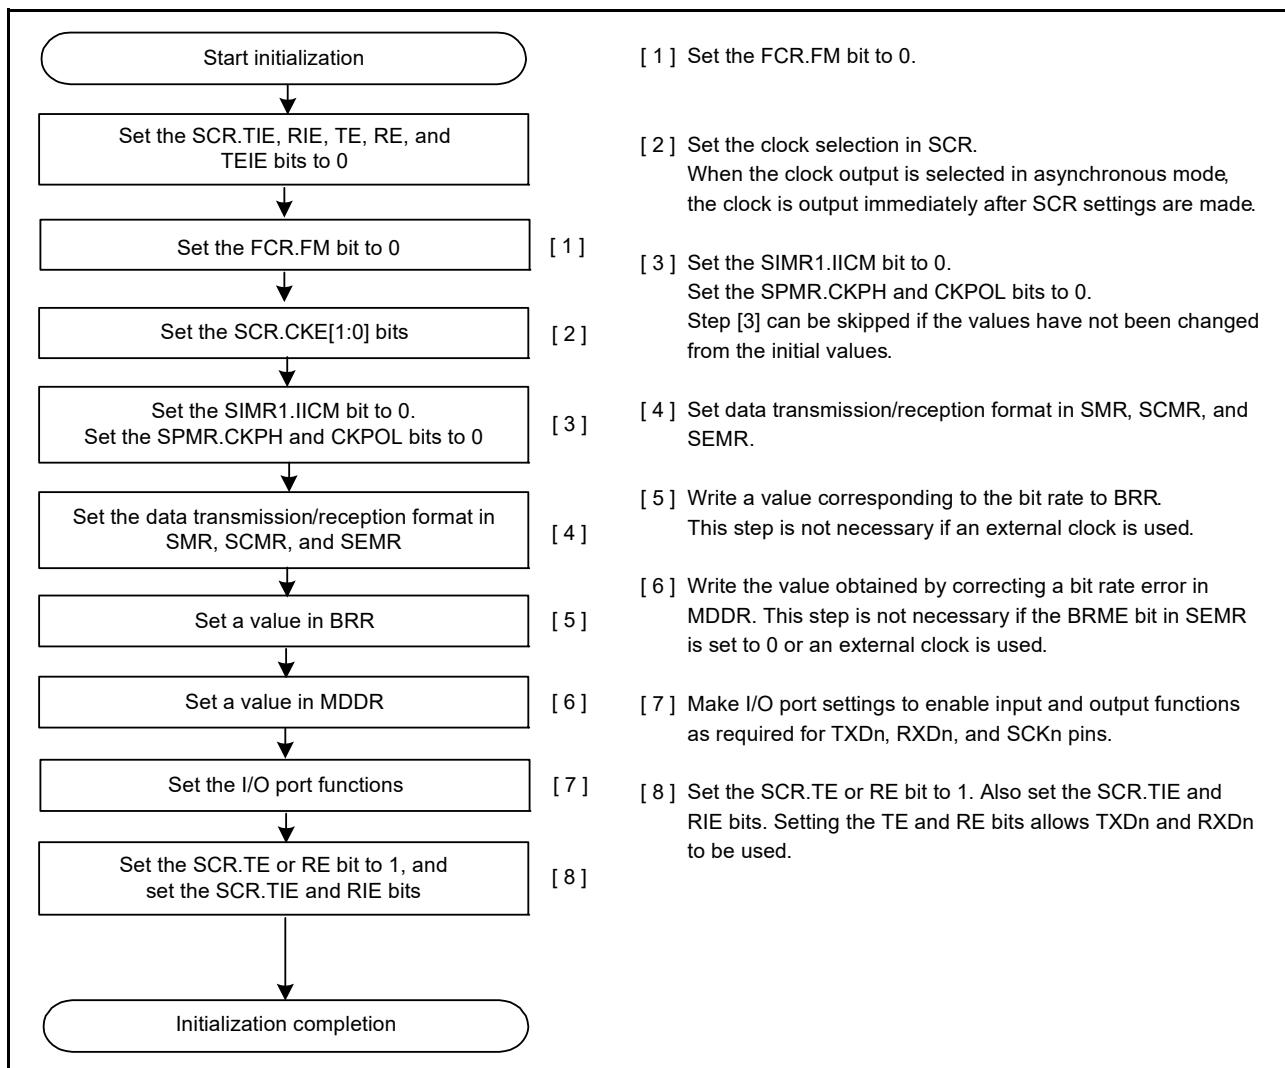 Start initialization
Set the SCR.TIE, RIE, TE, RE, and
TEIE bits to 0
Set the FCR.FM bit to 0
[ 1 ]
Set the SCR.CKE[1:0] bits
[ 2 ]
Set the SIMR1.IICM bit to 0.
Set the SPMR.CKPH and CKPOL bits to 0
[ 3 ]
Set the data transmission/reception format in
SMR, SCMR, and SEMR
[ 4 ]
Set a value in BRR
[ 5 ]
Set a value in MDDR
[ 6 ]
Set the I/O port functions
[ 7 ]
Set the SCR.TE or RE bit to 1, and
set the SCR.TIE and RIE bits
[ 8 ]
Initialization completion
[ 1 ] Set the FCR.FM bit to 0.
[ 2 ] Set the clock selection in SCR.
When the clock output is selected in asynchronous mode,
the clock is output immediately after SCR settings are made.
[ 3 ] Set the SIMR1.IICM bit to 0.
Set the SPMR.CKPH and CKPOL bits to 0.
Step [3] can be skipped if the values have not been changed
from the initial values.
[ 4 ] Set data transmission/reception format in SMR, SCMR, and
SEMR.
[ 5 ] Write a value corresponding to the bit rate to BRR.
This step is not necessary if an external clock is used.
[ 6 ] Write the value obtained by correcting a bit rate error in
MDDR. This step is not necessary if the BRME bit in SEMR
is set to 0 or an external clock is used.
[ 7 ] Make I/O port settings to enable input and output functions
as required for TXDn, RXDn, and SCKn pins.
[ 8 ] Set the SCR.TE or RE bit to 1. Also set the SCR.TIE and
RIE bits. Setting the TE and RE bits allows TXDn and RXDn
to be used.